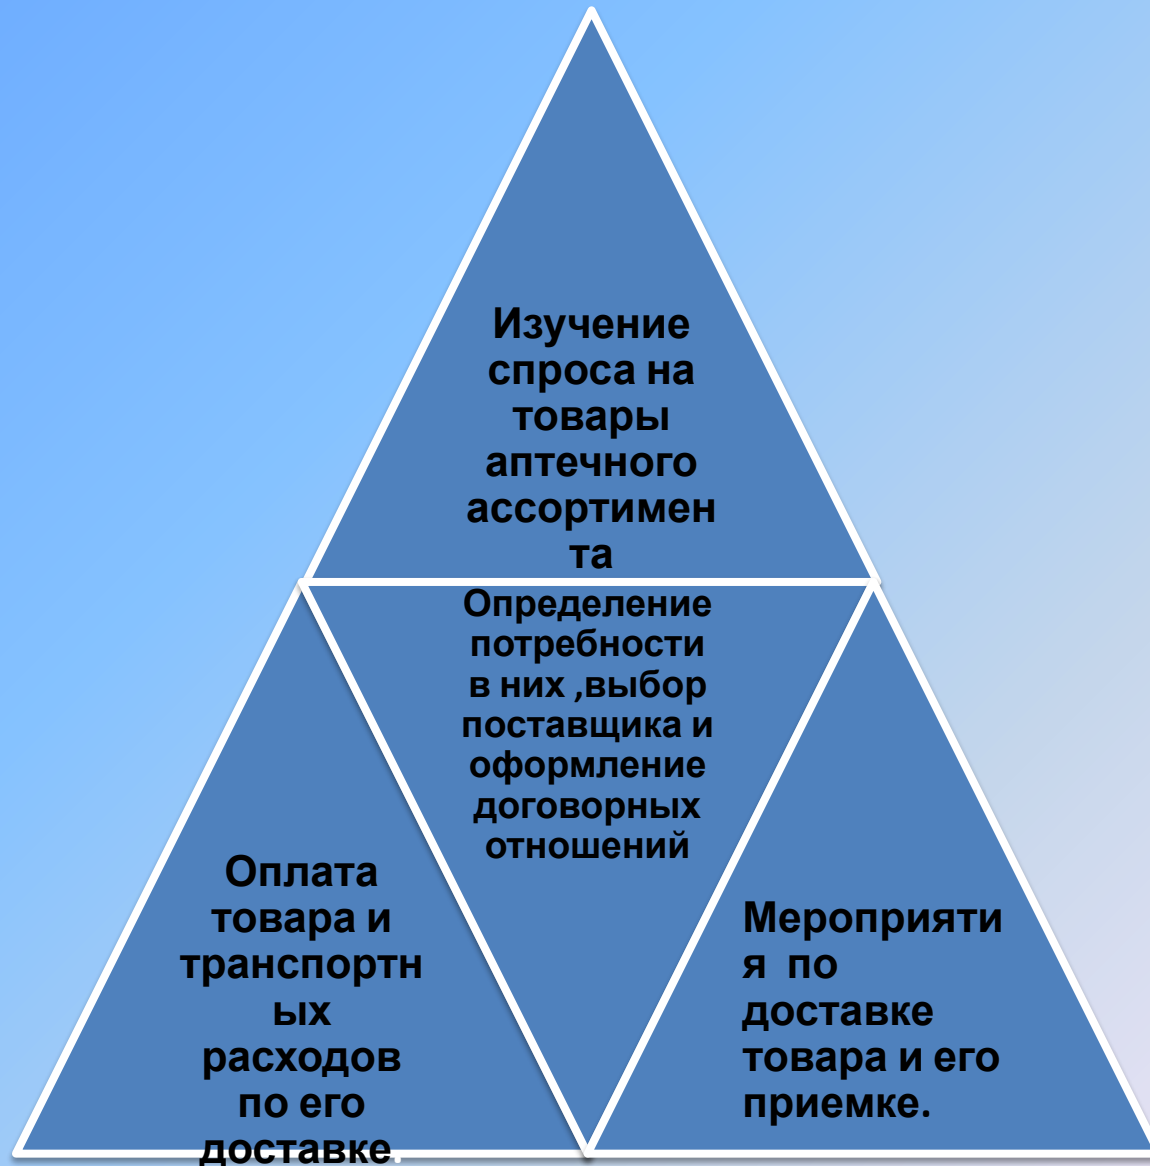 Изучение
спроса на
товары
аптечного
ассортимен
та
Определение
потребности
в них ,выбор
поставщика и
оформление
договорных
отношений
Оплата
товара и
транспортн
ых
расходов
по его
доставке.
Мероприяти
я по
доставке
товара и его
приемке.